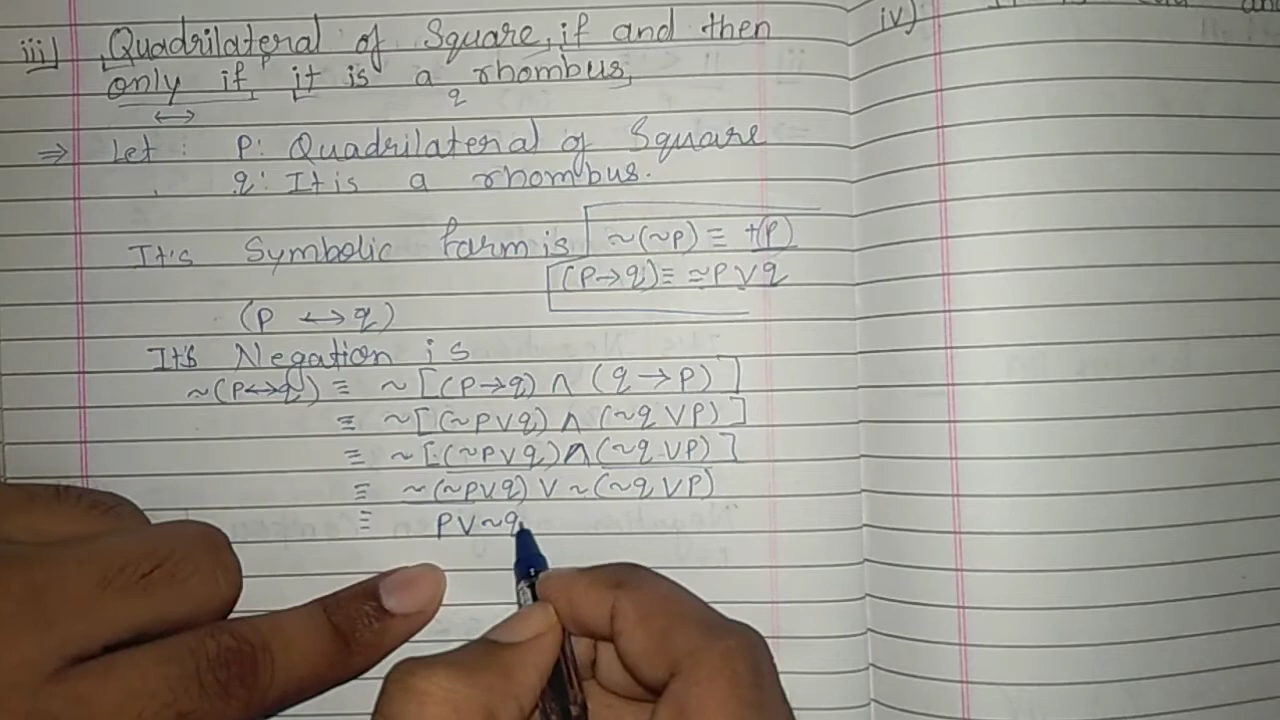 iii) Quadrilateral of Square, if and then
only if it is a rhombus,
p
q
↔
⇒ Let : P: Quadrilateral of Square
q: It is a rhombus.
It's Symbolic farm is ~(~P) ≡ +(P)
(P→q) ≡ ~P∨q
(P ↔ q)
It's Negation is
~(P↔q) ≡ ~[(P→q) ∧ (q→P)]
≡ ~[(~P∨q) ∧ (~q∨P)]
≡ ~[(~P∨q)∧(~q∨P)]
≡ ~(~P∨q) ∨ ~(~q∨P)
≡ P∨~q
iv)